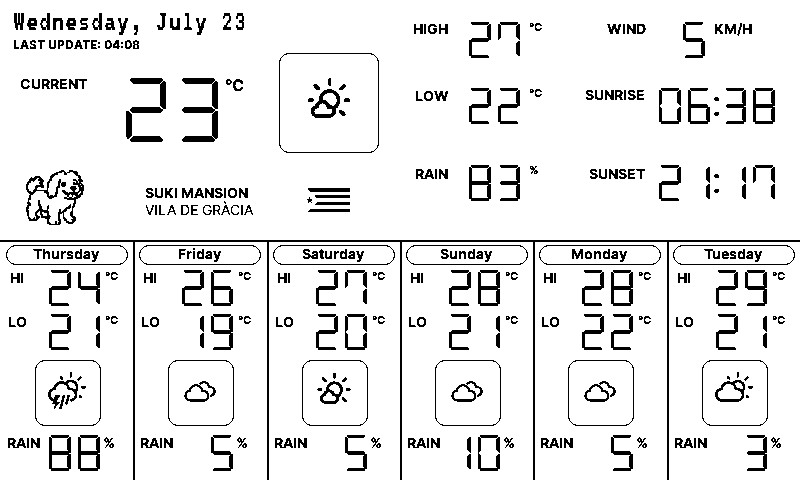 Wednesday, July 23
LAST UPDATE: 04:08
CURRENT 23 °C
SUKI MANSION
VILA DE GRÀCIA
HIGH 27 °C
LOW 22 °C
RAIN 83 %
WIND 5 KM/H
SUNRISE 06:38
SUNSET 21:17
Thursday
HI 24 °C
LO 21 °C
RAIN 88 %
Friday
HI 26 °C
LO 19 °C
RAIN 5 %
Saturday
HI 27 °C
LO 20 °C
RAIN 5 %
Sunday
HI 28 °C
LO 21 °C
RAIN 10 %
Monday
HI 28 °C
LO 22 °C
RAIN 5 %
Tuesday
HI 29 °C
LO 21 °C
RAIN 3 %